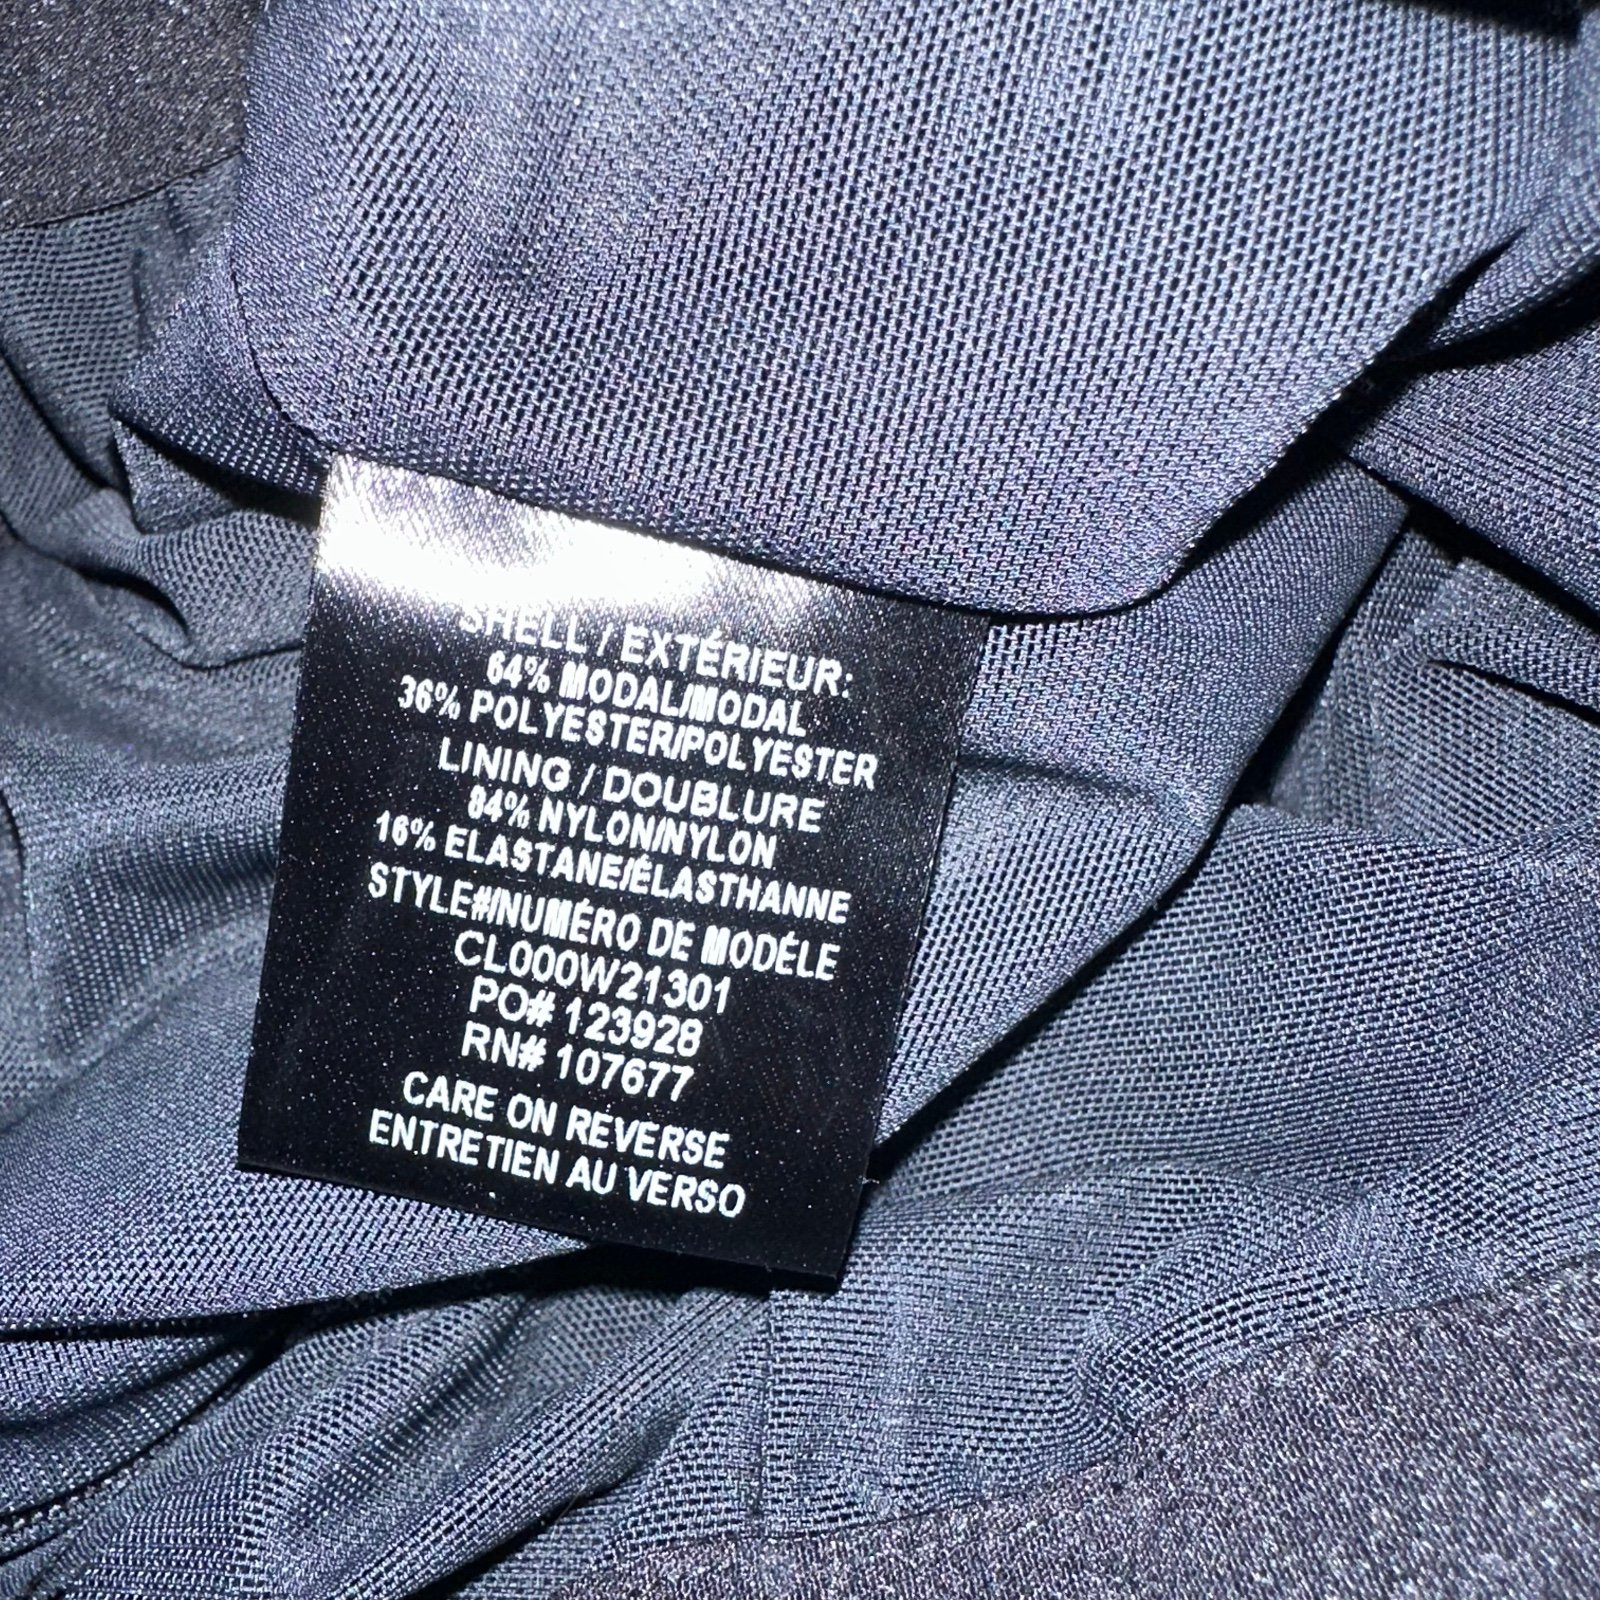 SHELL / EXTÉRIEUR:
64% MODAL/MODAL
36% POLYESTER/POLYESTER
LINING / DOUBLURE
84% NYLON/NYLON
16% ELASTANE/ÉLASTHANNE
STYLE#/NUMÉRO DE MODÉLE
CL000W21301
PO# 123928
RN# 107677
CARE ON REVERSE
ENTRETIEN AU VERSO